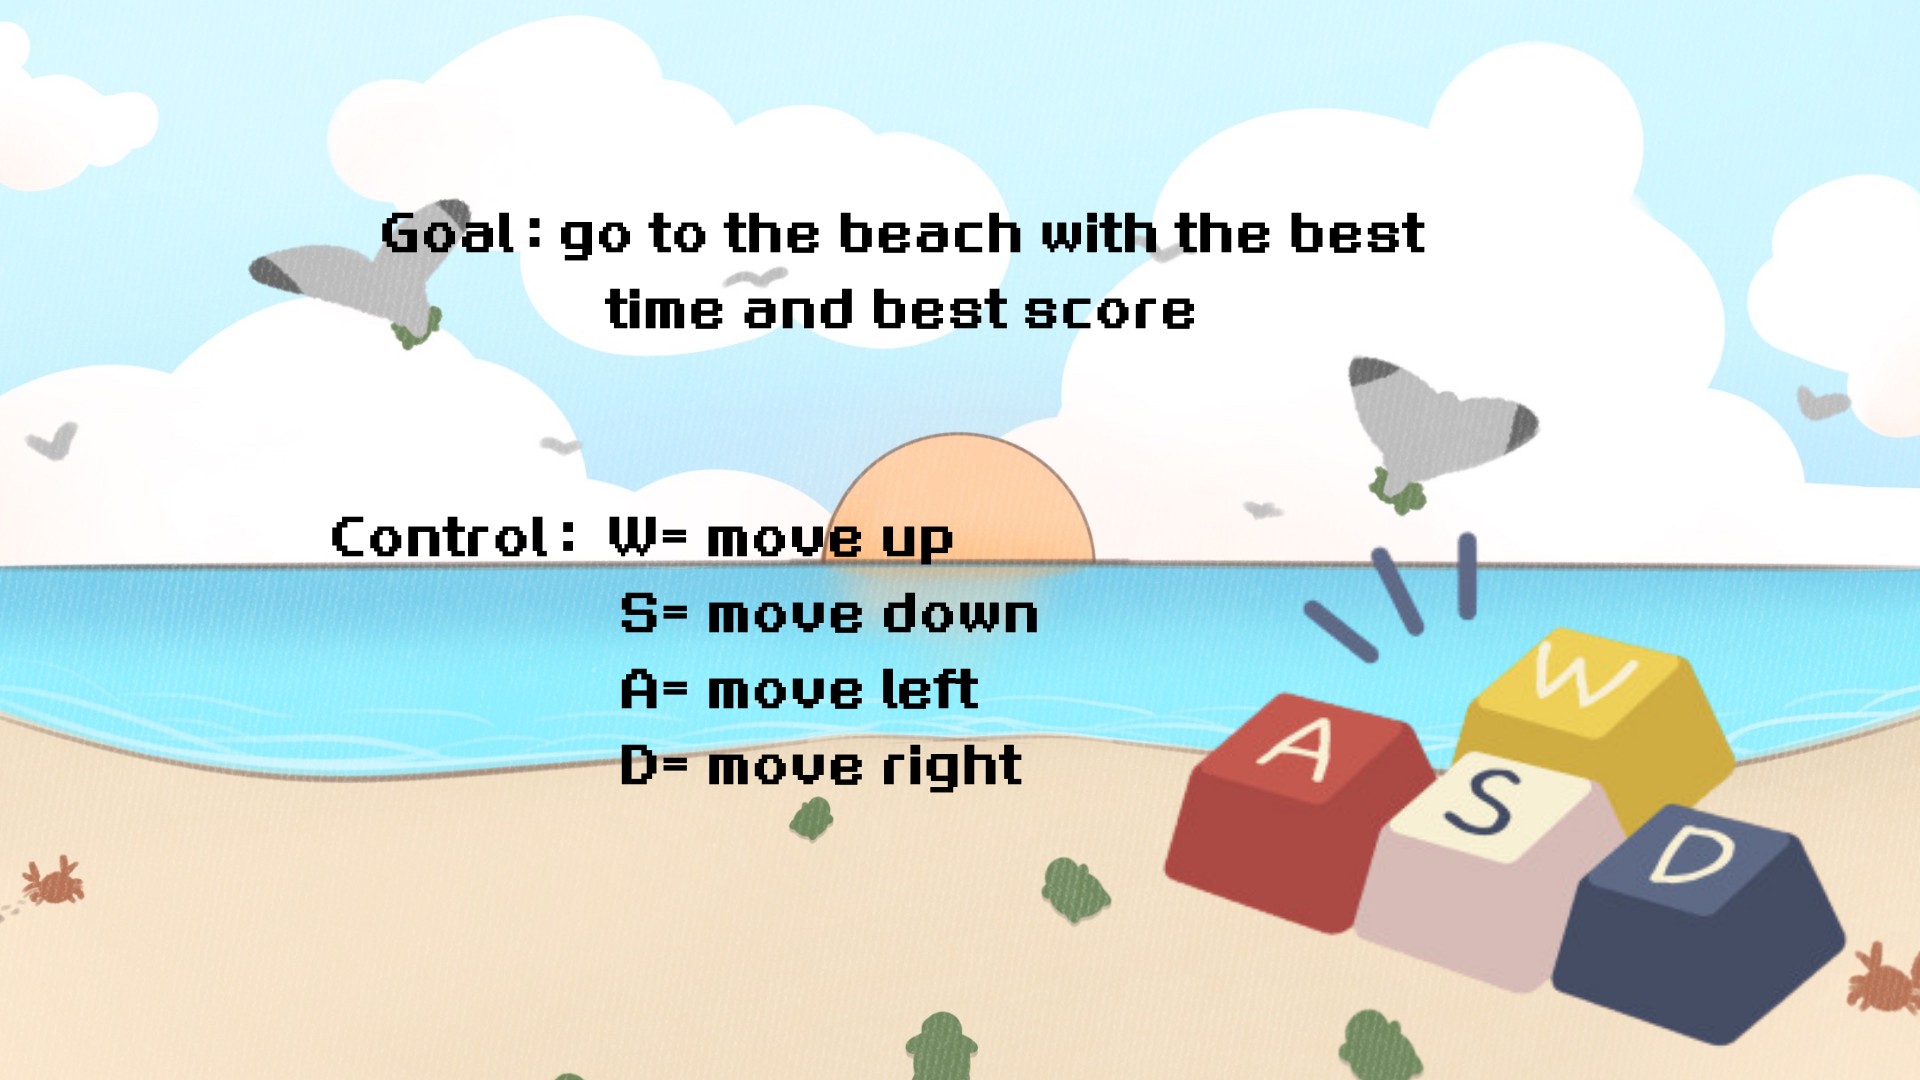 Goal: go to the beach with the best
time and best score
Control: W= move up
S= move down
A= move left
D= move right
W
A
S
D